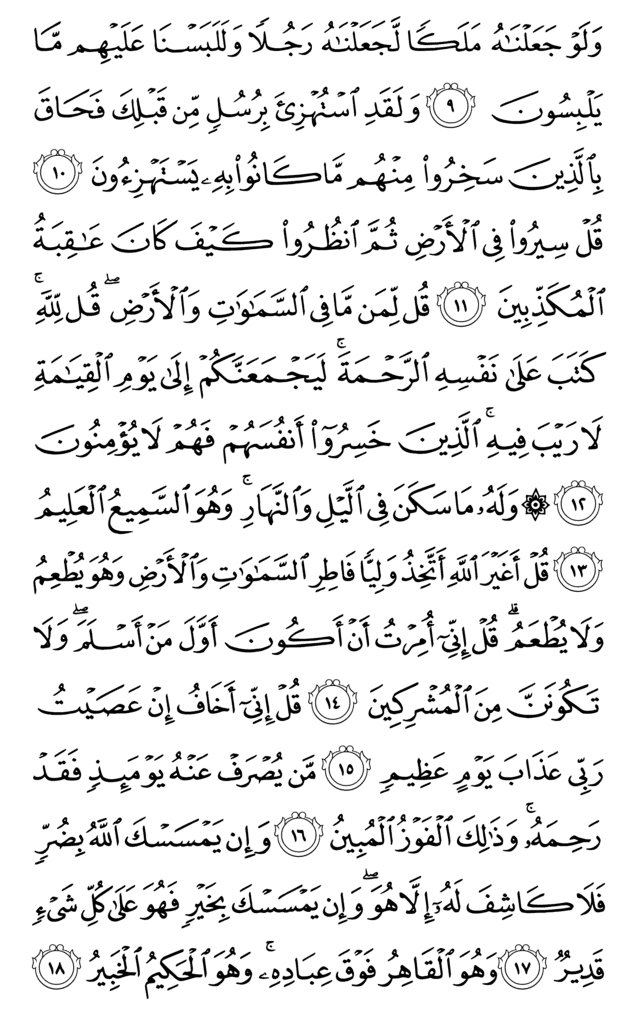 وَلَوۡ جَعَلۡنَٰهُ مَلَكٗا لَّجَعَلۡنَٰهُ رَجُلٗا وَلَلَبَسۡنَا عَلَيۡهِم مَّا
يَلۡبِسُونَ ٩ وَلَقَدِ ٱسۡتُهۡزِئَ بِرُسُلٖ مِّن قَبۡلِكَ فَحَاقَ
بِٱلَّذِينَ سَخِرُواْ مِنۡهُم مَّا كَانُواْ بِهِۦ يَسۡتَهۡزِءُونَ ١٠
قُلۡ سِيرُواْ فِي ٱلۡأَرۡضِ ثُمَّ ٱنظُرُواْ كَيۡفَ كَانَ عَٰقِبَةُ
ٱلۡمُكَذِّبِينَ ١١ قُل لِّمَن مَّا فِي ٱلسَّمَٰوَٰتِ وَٱلۡأَرۡضِۖ قُل لِّلَّهِۚ
كَتَبَ عَلَىٰ نَفۡسِهِ ٱلرَّحۡمَةَۚ لَيَجۡمَعَنَّكُمۡ إِلَىٰ يَوۡمِ ٱلۡقِيَٰمَةِ
لَا رَيۡبَ فِيهِۚ ٱلَّذِينَ خَسِرُوٓاْ أَنفُسَهُمۡ فَهُمۡ لَا يُؤۡمِنُونَ
١٢ ۞ وَلَهُۥ مَا سَكَنَ فِي ٱلَّيۡلِ وَٱلنَّهَارِۚ وَهُوَ ٱلسَّمِيعُ ٱلۡعَلِيمُ
١٣ قُلۡ أَغَيۡرَ ٱللَّهِ أَتَّخِذُ وَلِيّٗا فَاطِرِ ٱلسَّمَٰوَٰتِ وَٱلۡأَرۡضِ وَهُوَ يُطۡعِمُ
وَلَا يُطۡعَمُۗ قُلۡ إِنِّيٓ أُمِرۡتُ أَنۡ أَكُونَ أَوَّلَ مَنۡ أَسۡلَمَۖ وَلَا
تَكُونَنَّ مِنَ ٱلۡمُشۡرِكِينَ ١٤ قُلۡ إِنِّيٓ أَخَافُ إِنۡ عَصَيۡتُ
رَبِّي عَذَابَ يَوۡمٍ عَظِيمٖ ١٥ مَّن يُصۡرَفۡ عَنۡهُ يَوۡمَئِذٖ فَقَدۡ
رَحِمَهُۥۚ وَذَٰلِكَ ٱلۡفَوۡزُ ٱلۡمُبِينُ ١٦ وَإِن يَمۡسَسۡكَ ٱللَّهُ بِضُرّٖ
فَلَا كَاشِفَ لَهُۥٓ إِلَّا هُوَۖ وَإِن يَمۡسَسۡكَ بِخَيۡرٖ فَهُوَ عَلَىٰ كُلِّ شَيۡءٖ
قَدِيرٞ ١٧ وَهُوَ ٱلۡقَاهِرُ فَوۡقَ عِبَادِهِۦۚ وَهُوَ ٱلۡحَكِيمُ ٱلۡخَبِيرُ ١٨